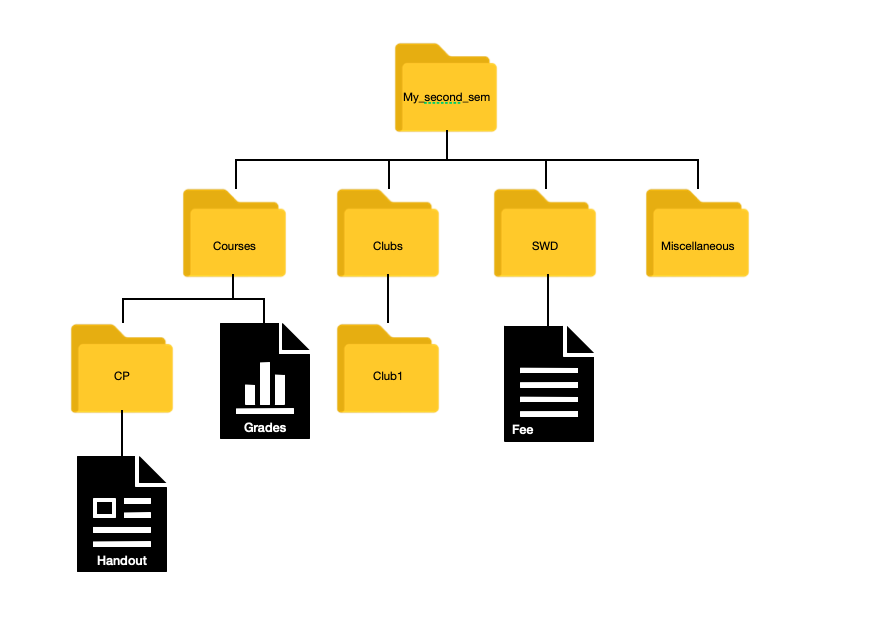 My_second_sem
Courses
Clubs
SWD
Miscellaneous
CP
Grades
Club1
Fee
Handout